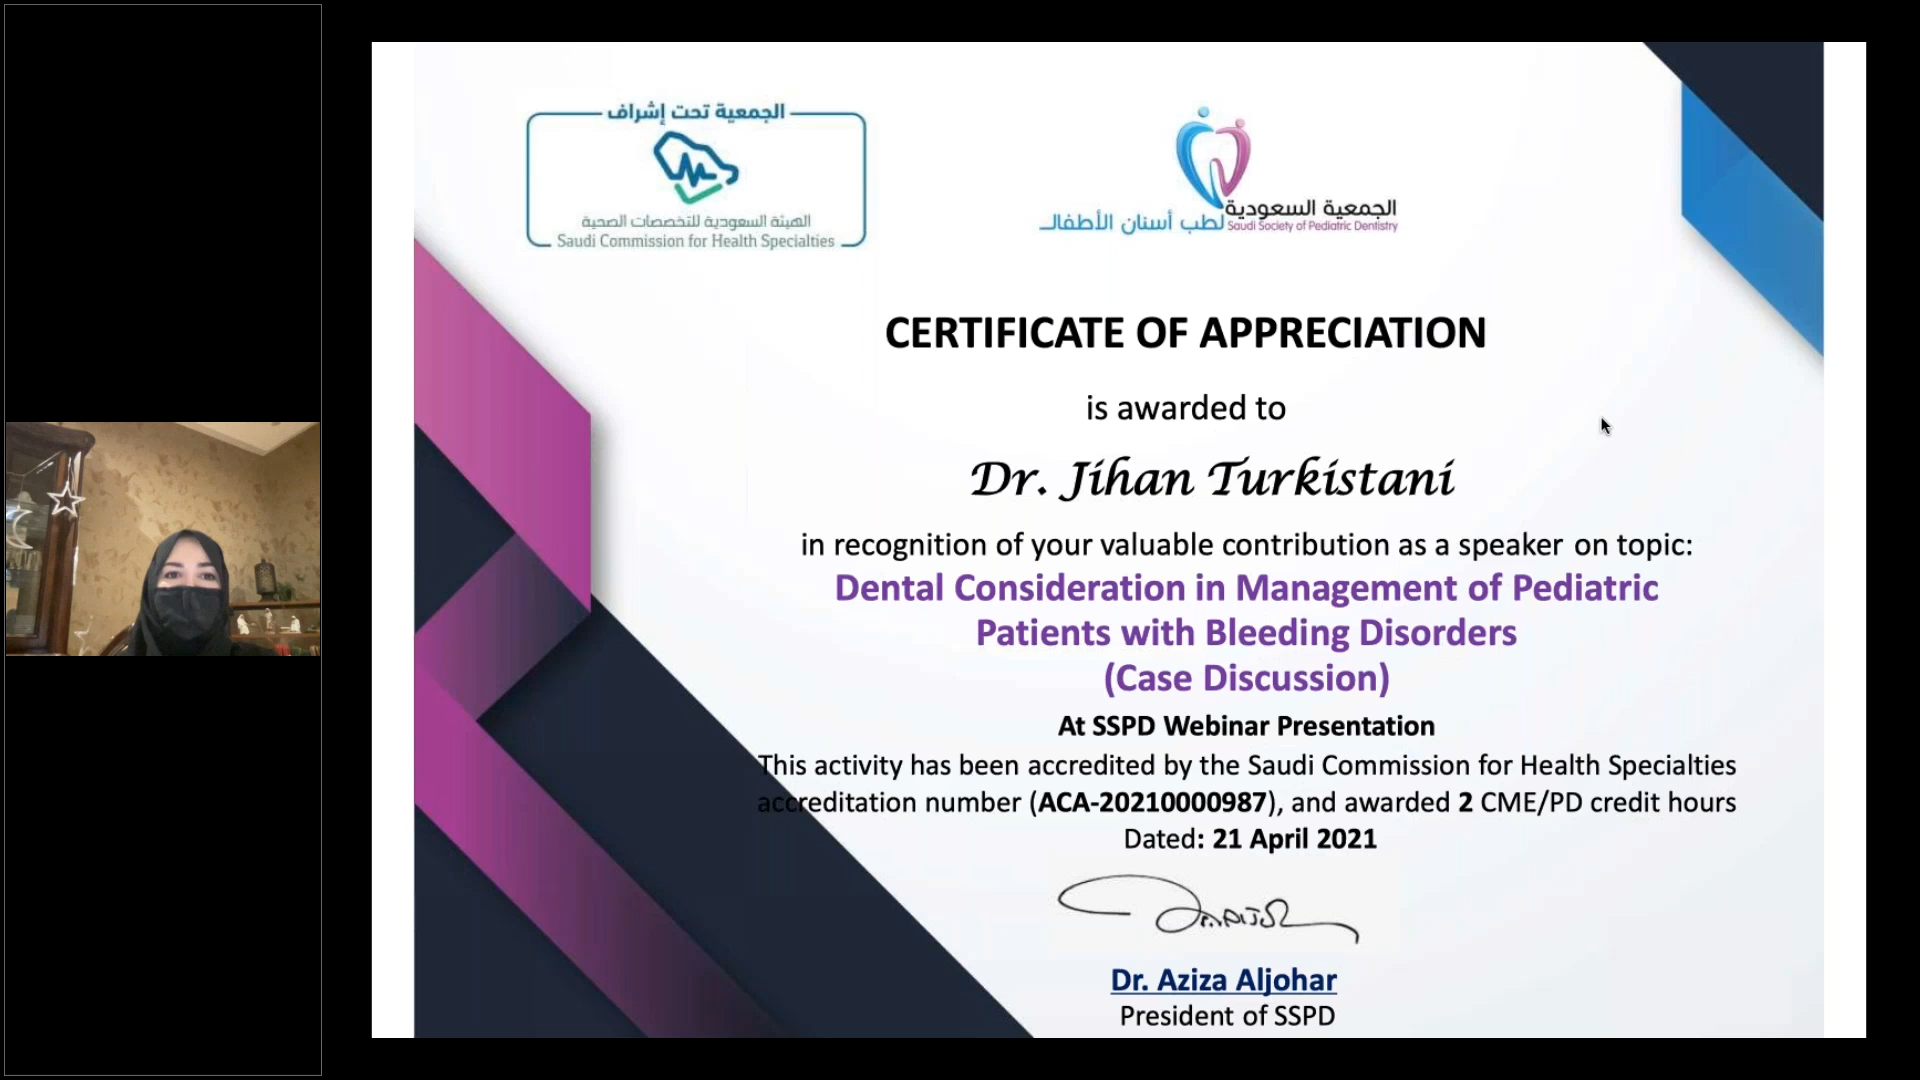 الجمعية تحت إشراف
الهيئة السعودية للتخصصات الصحية
Saudi Commission for Health Specialties
الجمعية السعودية
لطب أسنان الأطفال
Saudi Society of Pediatric Dentistry
CERTIFICATE OF APPRECIATION
is awarded to
Dr. Jihan Turkistani
in recognition of your valuable contribution as a speaker on topic:
Dental Consideration in Management of Pediatric
Patients with Bleeding Disorders
(Case Discussion)
At SSPD Webinar Presentation
This activity has been accredited by the Saudi Commission for Health Specialties
accreditation number (ACA-20210000987), and awarded 2 CME/PD credit hours
Dated: 21 April 2021
Dr. Aziza Aljohar
President of SSPD